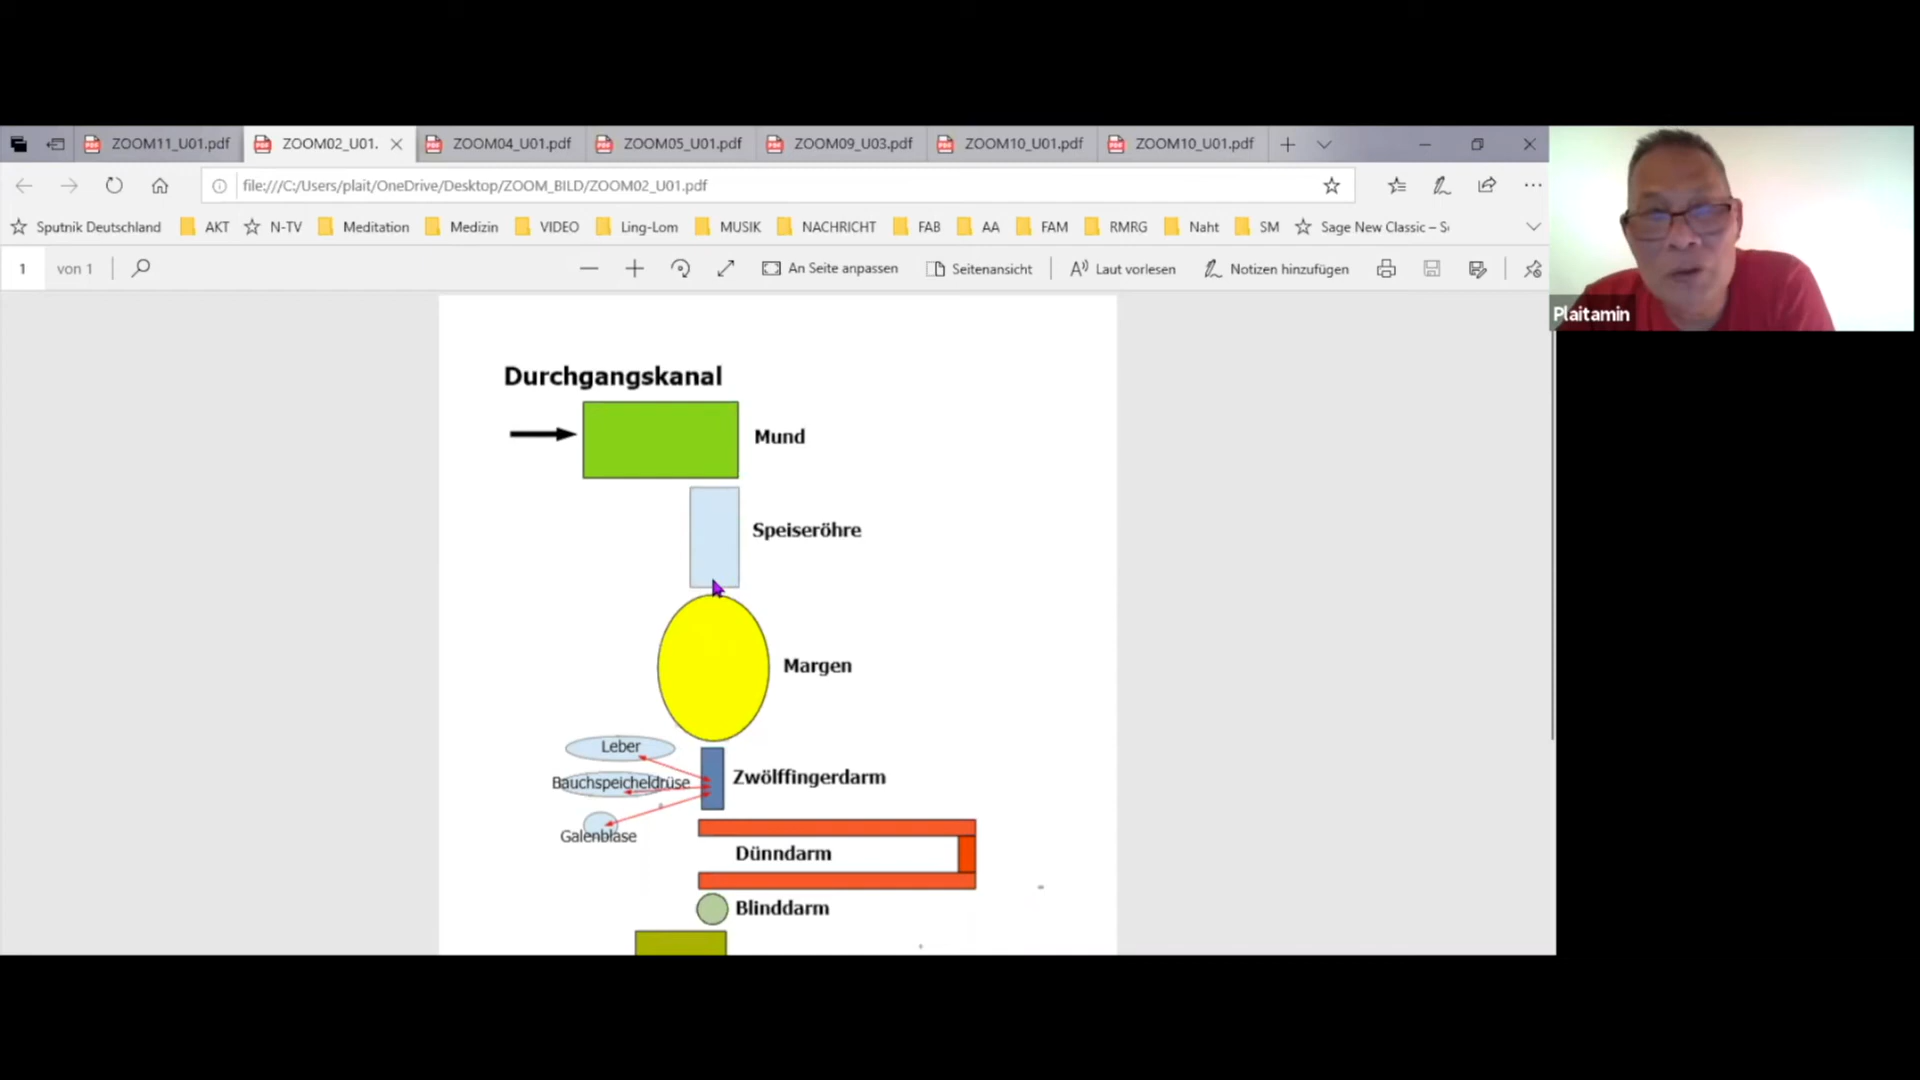 ZOOM11_U01.pdf
ZOOM02_U01.
ZOOM04_U01.pdf
ZOOM05_U01.pdf
ZOOM09_U03.pdf
ZOOM10_U01.pdf
ZOOM10_U01.pdf
file:///C:/Users/plait/OneDrive/Desktop/ZOOM_BILD/ZOOM02_U01.pdf
Sputnik Deutschland AKT N-TV Meditation Medizin VIDEO Ling-Lom MUSIK NACHRICHT FAB AA FAM RMRG Naht SM Sage New Classic – S
1 von 1 An Seite anpassen Seitenansicht Laut vorlesen Notizen hinzufügen
Plaitamin
Durchgangskanal
Mund
Speiseröhre
Margen
Leber
Zwölffingerdarm
Bauchspeicheldrüse
Galenblase
Dünndarm
Blinddarm